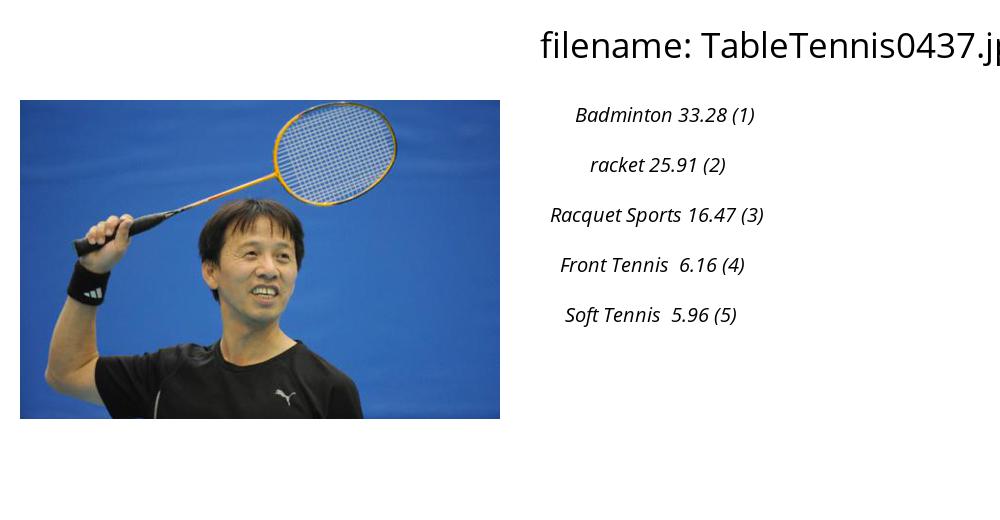 filename: TableTennis0437.jp
Badminton 33.28 (1)
racket 25.91 (2)
Racquet Sports 16.47 (3)
Front Tennis 6.16 (4)
Soft Tennis 5.96 (5)